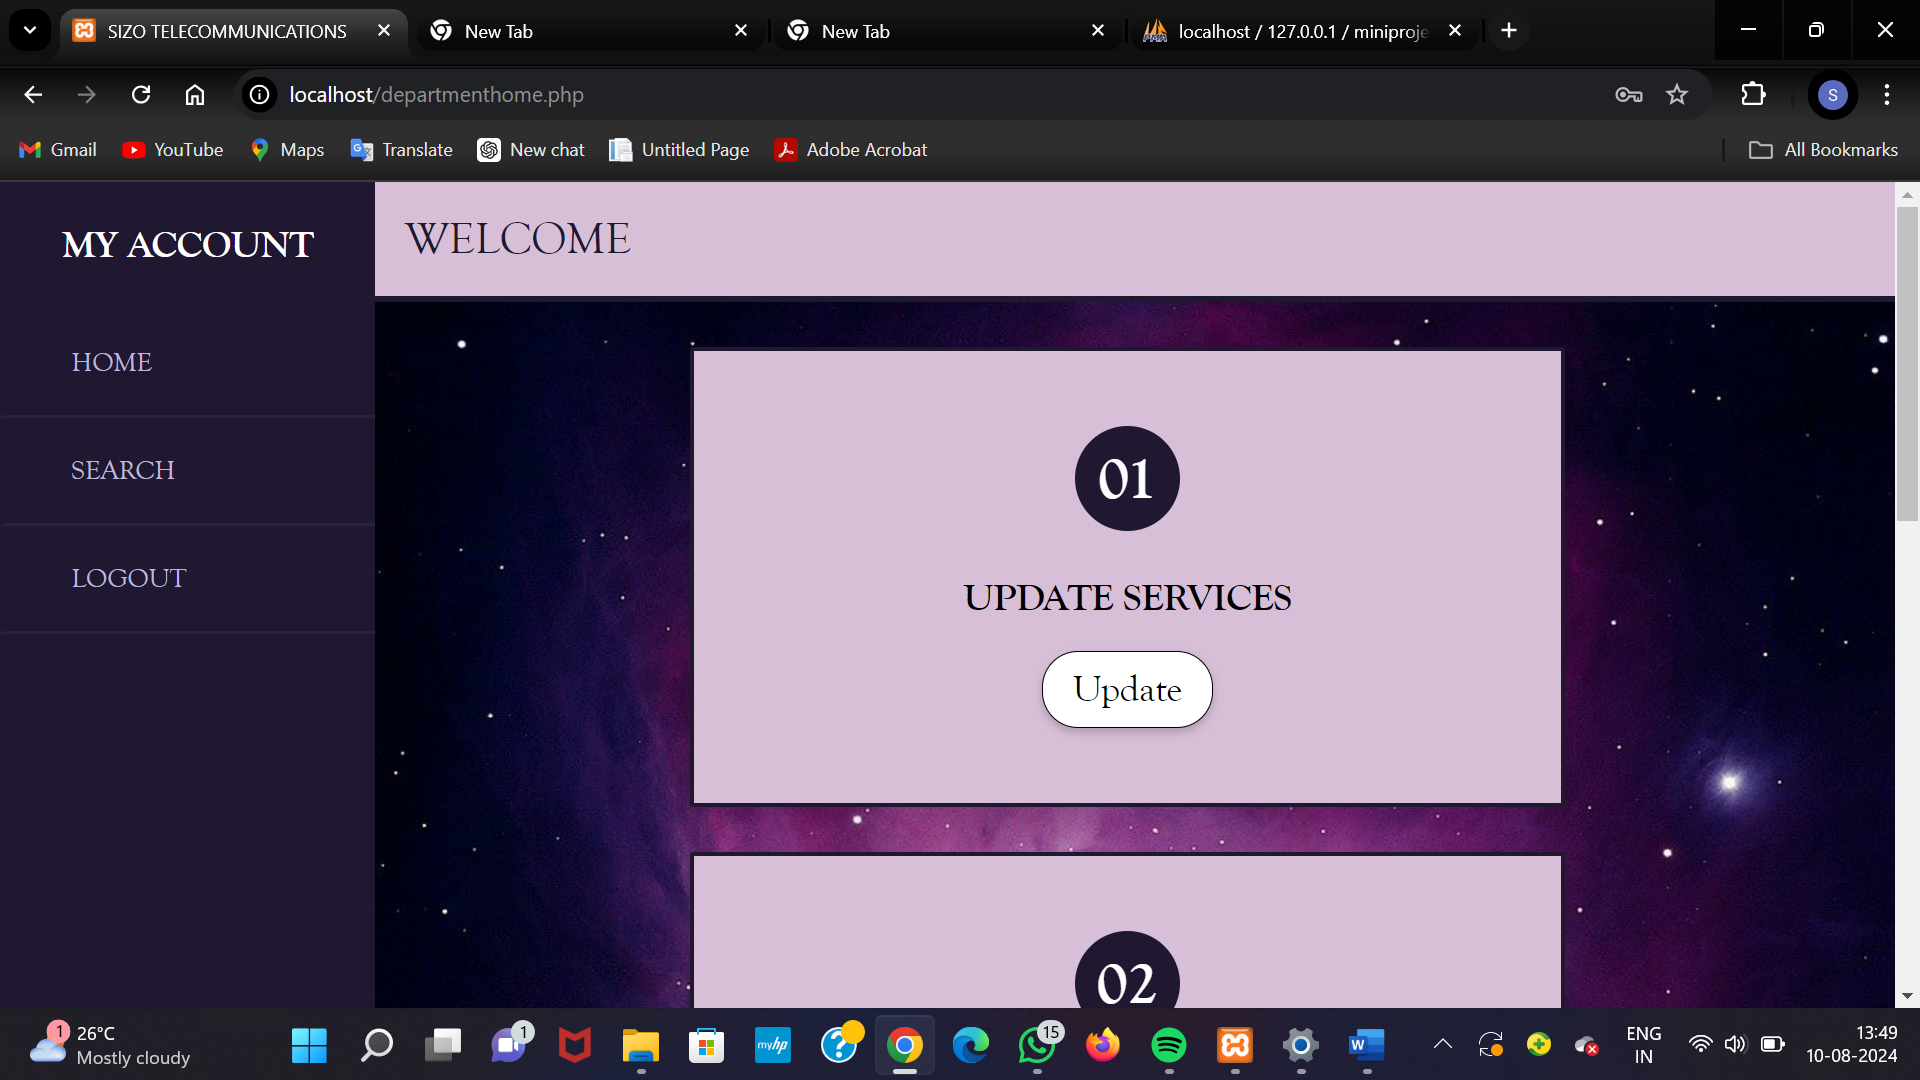 SIZO TELECOMMUNICATIONS
New Tab
New Tab
localhost / 127.0.0.1 / miniproje
localhost/departmenthome.php
S
Gmail
YouTube
Maps
Translate
New chat
Untitled Page
Adobe Acrobat
All Bookmarks
MY ACCOUNT
HOME
SEARCH
LOGOUT
WELCOME
01
UPDATE SERVICES
Update
02
1
26°C
Mostly cloudy
1
myhp
?
15
W
ENG
IN
13:49
10-08-2024